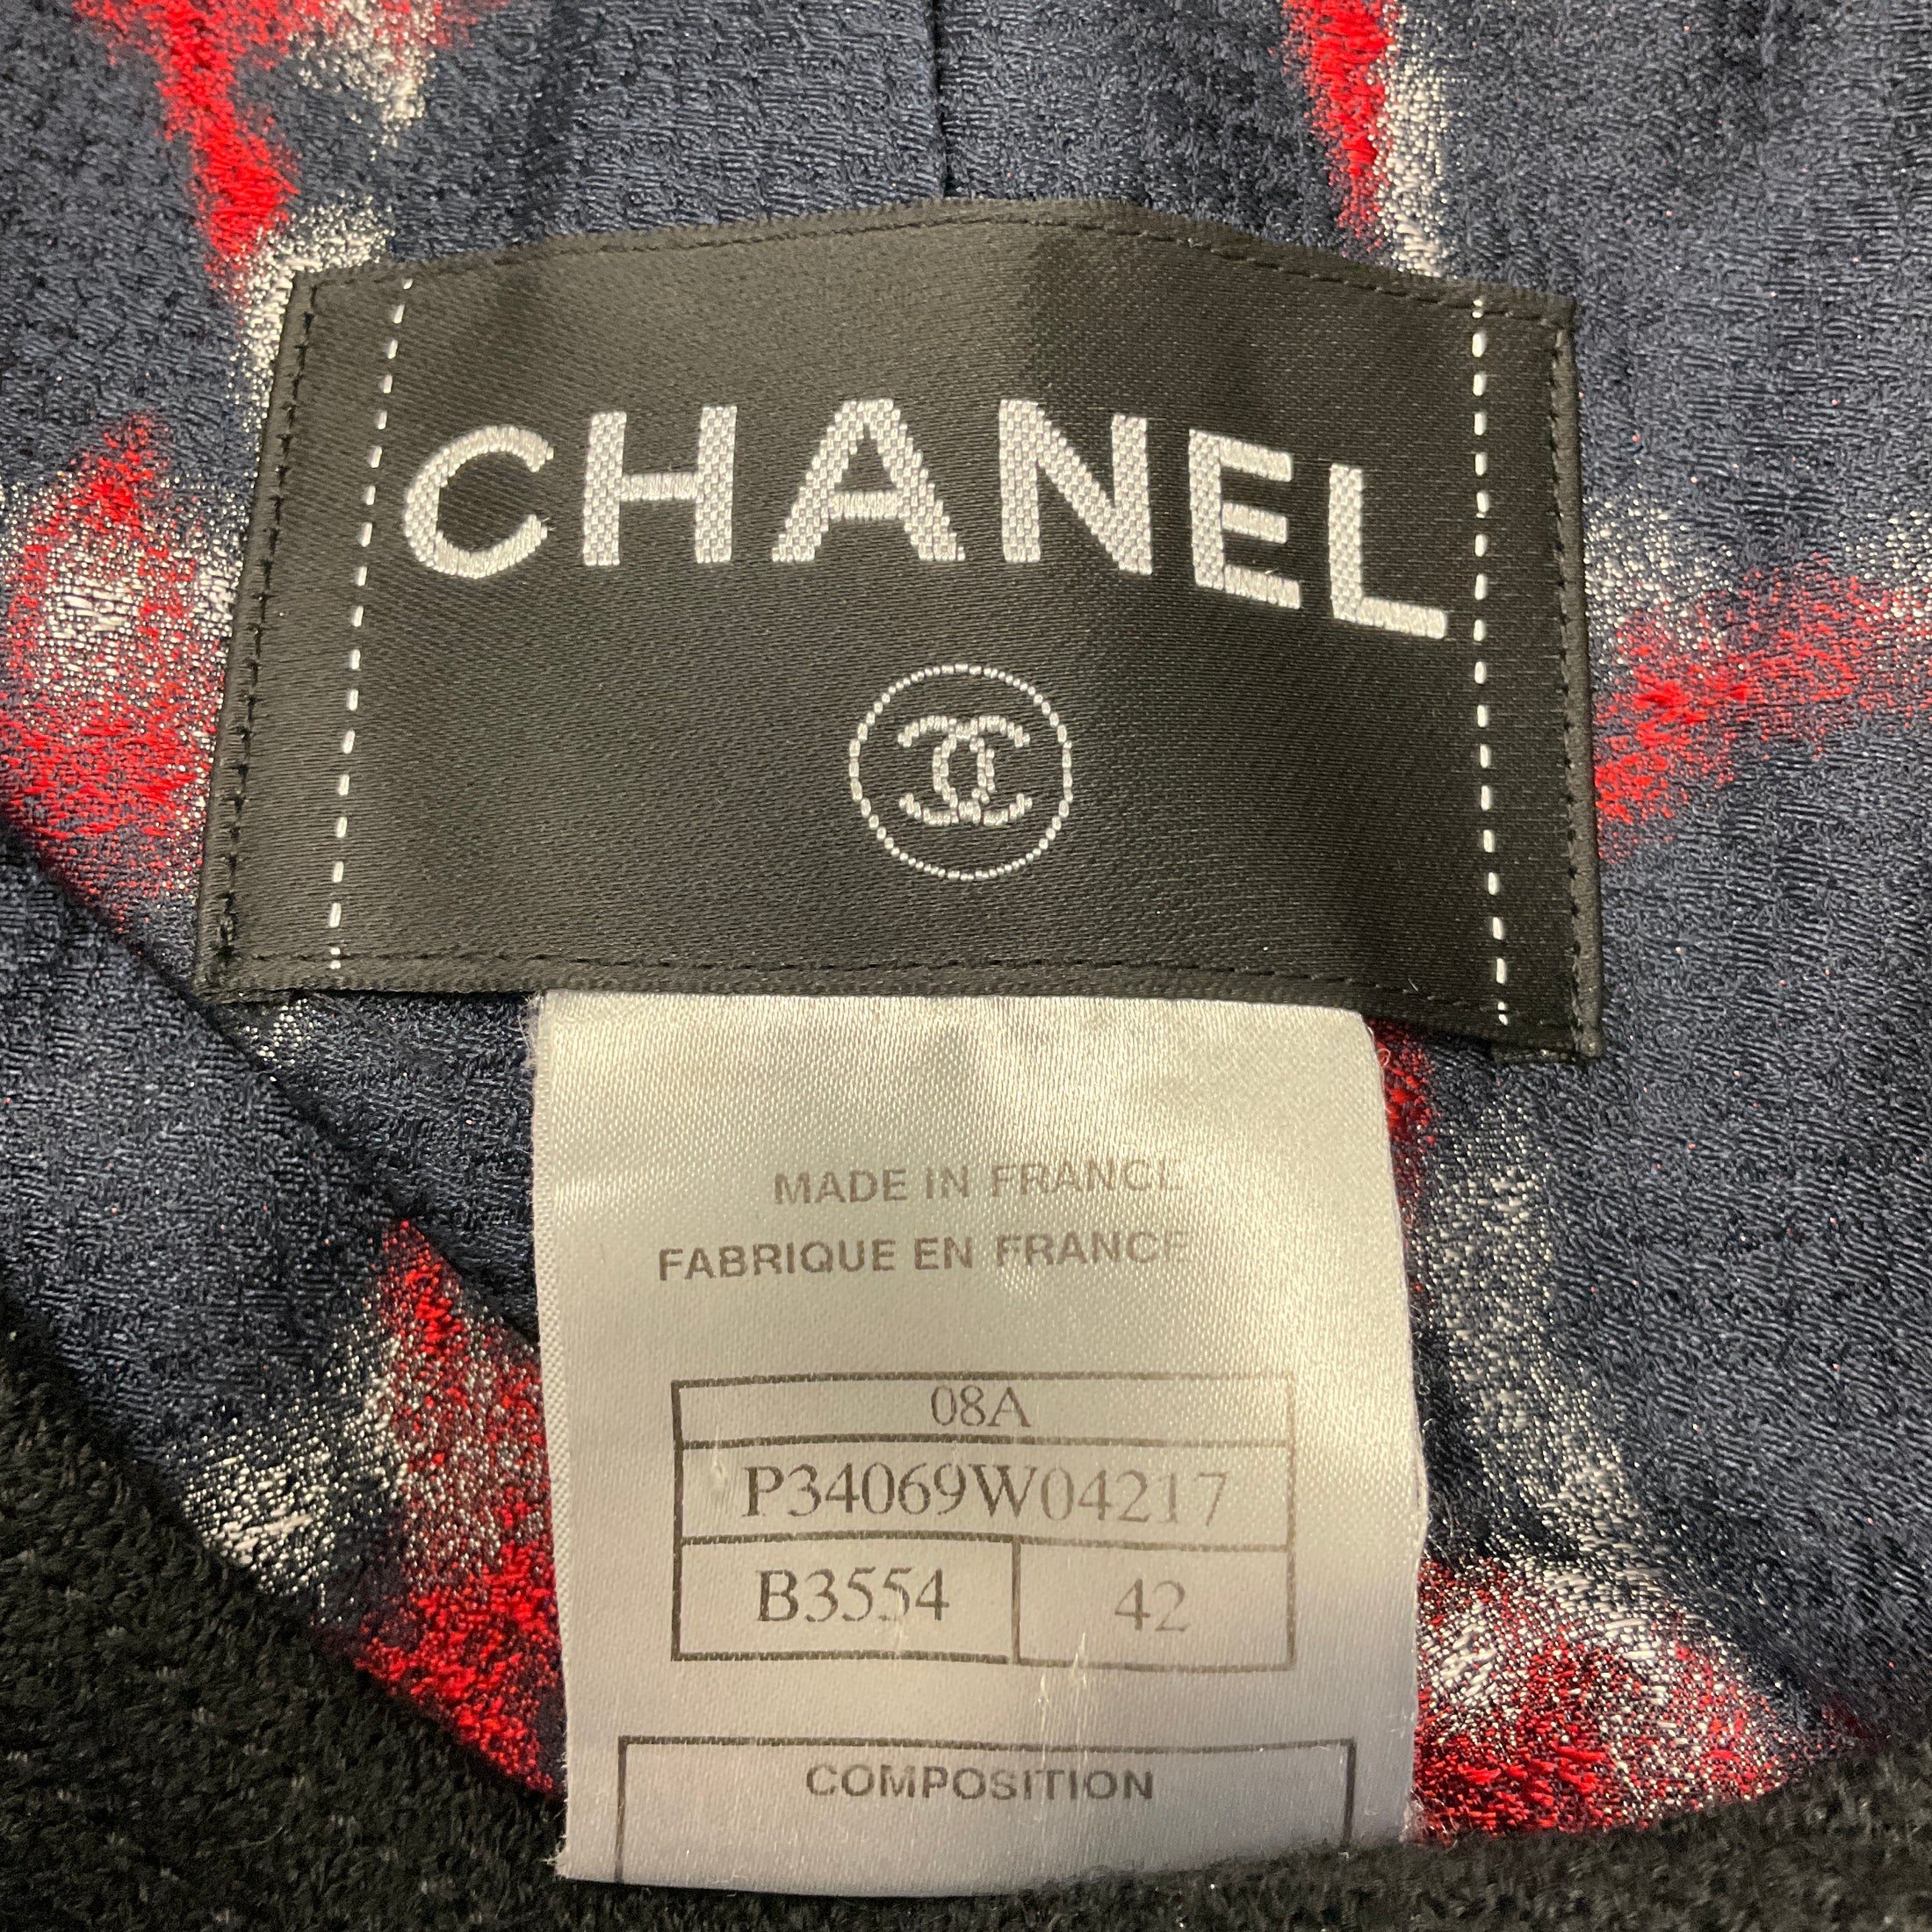 CHANEL
MADE IN FRANCE
FABRIQUE EN FRANCE
08A
P34069W04217
B3554 42
COMPOSITION